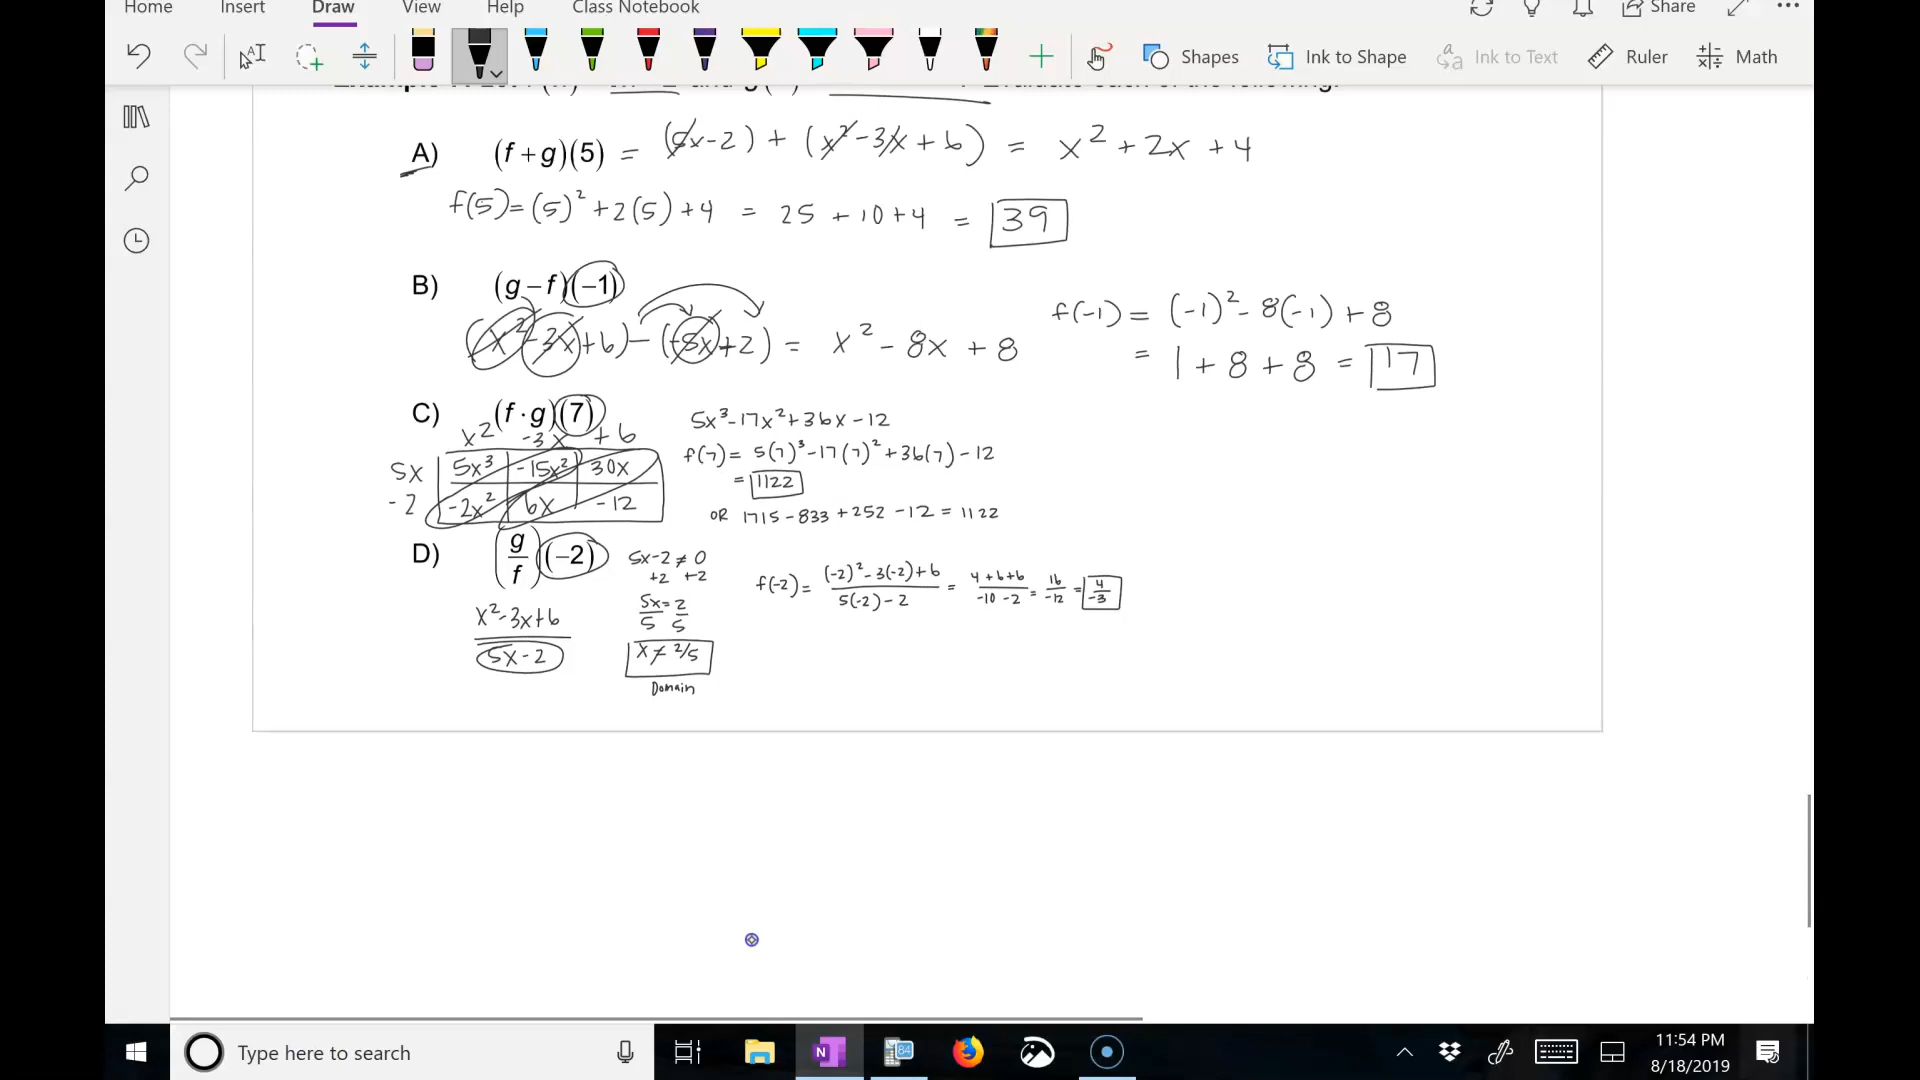 Home Insert Draw View Help Class Notebook Share
Shapes Ink to Shape Ink to Text Ruler Math
A) (f+g)(5) = (5x-2) + (x²-3x+6) = x²+2x+4
f(5)=(5)²+2(5)+4 = 25+10+4 = 39
B) (g-f)(-1)
(x²-3x+6)-(-5x+2) = x²-8x+8
f(-1) = (-1)²-8(-1)+8
= 1+8+8 = 17
C) (f·g)(7)
x² -3x +6
5x 5x³ -15x² 30x
-2 -2x² 6x -12
5x³-17x²+36x-12
f(7) = 5(7)³-17(7)²+36(7)-12
= 1122
OR 1715-833+252-12=1122
D) (g/f)(-2)
x²-3x+6
5x-2
5x-2≠0
+2 +2
5x=2
5 5
x≠2/5
Domain
f(-2) = (-2)²-3(-2)+6 / 5(-2)-2 = 4+6+6 / -10-2 = 16/-12 = 4/-3
Type here to search
84
N
11:54 PM
8/18/2019